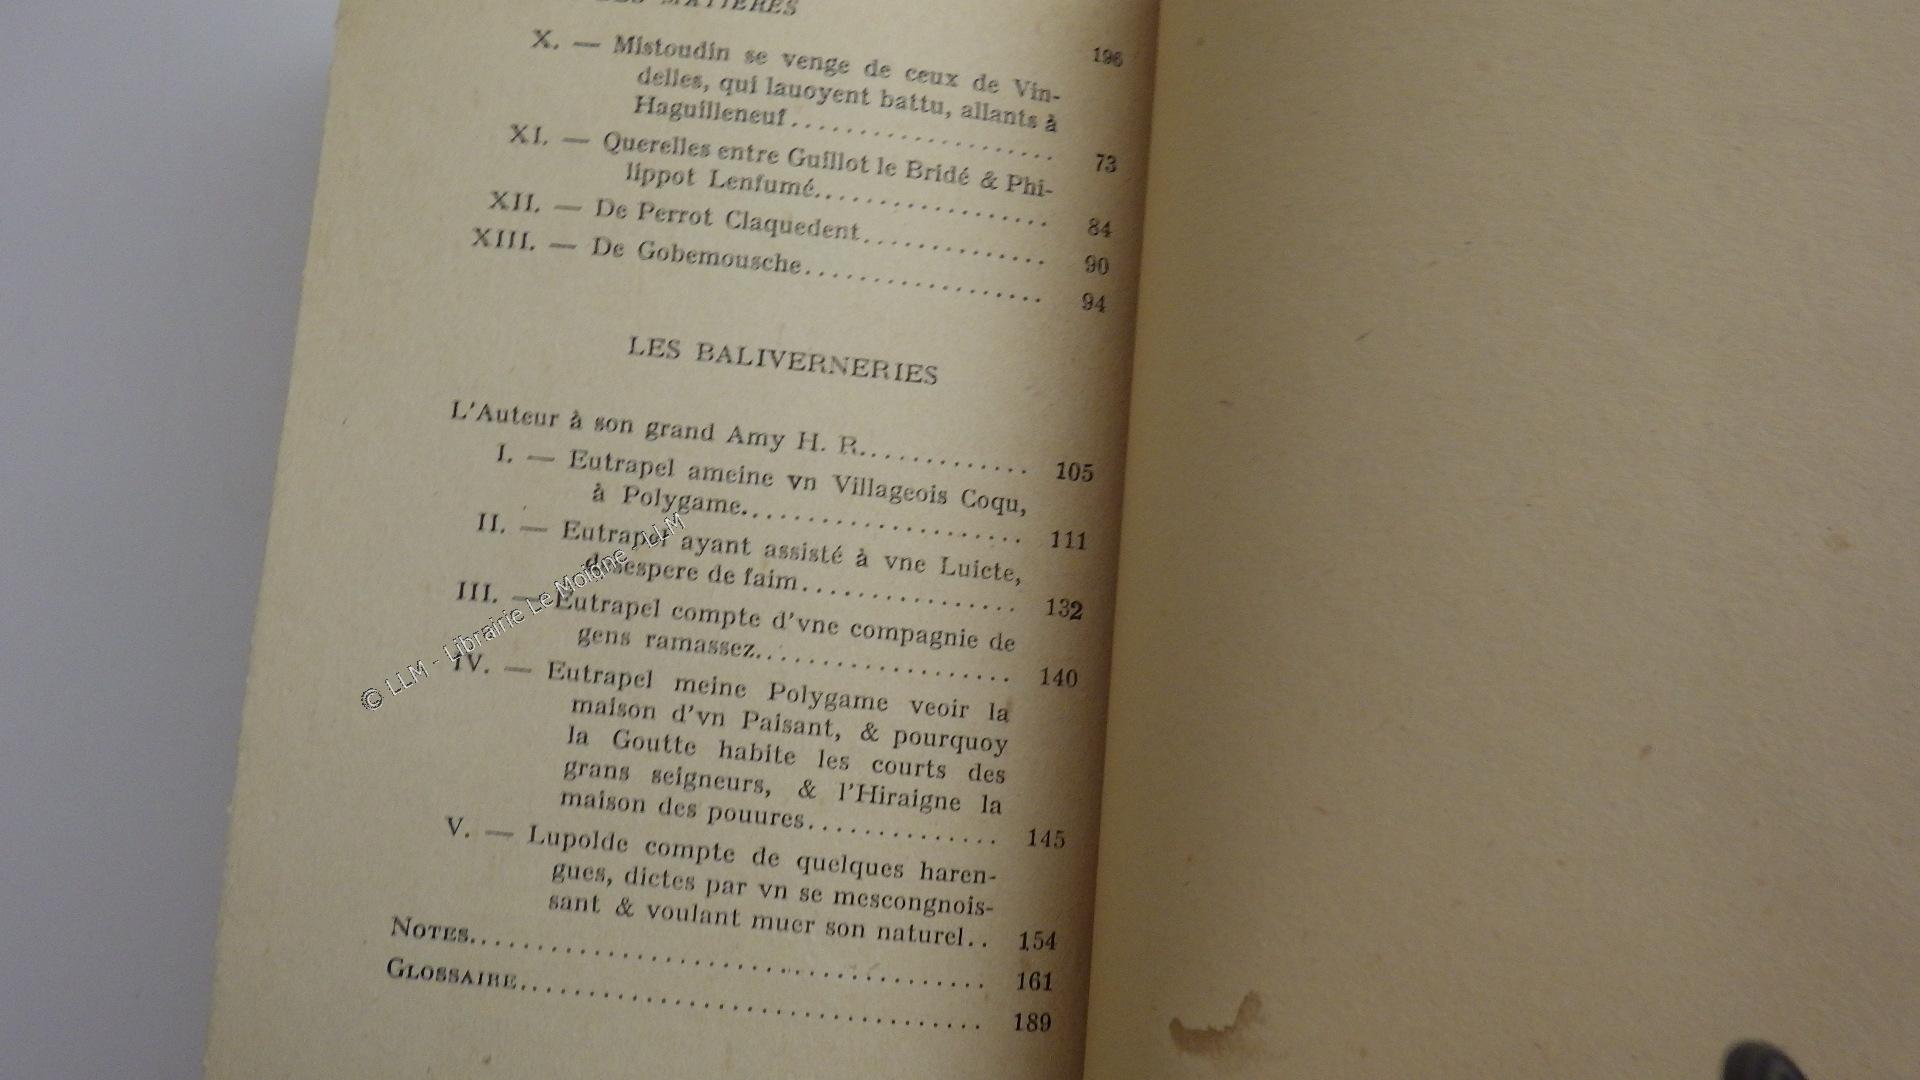 DES MATIÈRES
196
X. — Mistoudin se venge de ceux de Vin-
delles, qui lauoyent battu, allants à
Haguilleneuf.................... 73
XI. — Querelles entre Guillot le Bridé & Phi-
lippot Lenfumé.................. 84
XII. — De Perrot Claquedent.............. 90
XIII. — De Gobemousche................... 94
LES BALIVERNERIES
L'Auteur à son grand Amy H. R............. 105
I. — Eutrapel ameine vn Villageois Coqu,
à Polygame.................... 111
II. — Eutrapel ayant assisté à vne Luicte,
desespere de faim................ 132
III. — Eutrapel compte d'vne compagnie de
gens ramassez................... 140
IV. — Eutrapel meine Polygame veoir la
maison d'vn Paisant, & pourquoy
la Goutte habite les courts des
grans seigneurs, & l'Hiraigne la
maison des pouures.............. 145
V. — Lupolde compte de quelques haren-
gues, dictes par vn se mescongnois-
sant & voulant muer son naturel.. 154
NOTES.................................... 161
GLOSSAIRE................................ 189
© LLM - Librairie Le Moigne - LLM